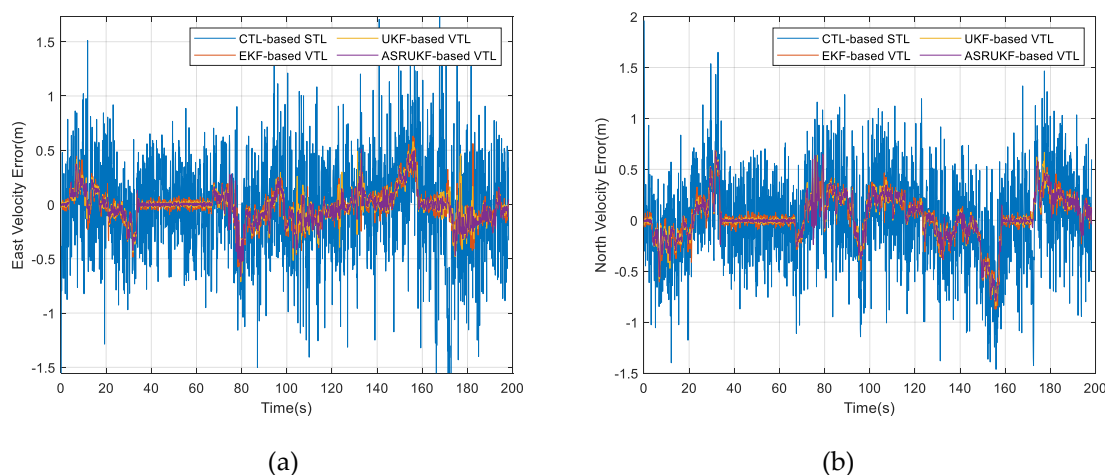 1.5
1
0.5
0
-0.5
-1
-1.5
East Velocity Error(m)
CTL-based STL
EKF-based VTL
UKF-based VTL
ASRUKF-based VTL
0 20 40 60 80 100 120 140 160 180 200
Time(s)
(a)
2
1.5
1
0.5
0
-0.5
-1
-1.5
North Velocity Error(m)
CTL-based STL
EKF-based VTL
UKF-based VTL
ASRUKF-based VTL
0 20 40 60 80 100 120 140 160 180 200
Time(s)
(b)